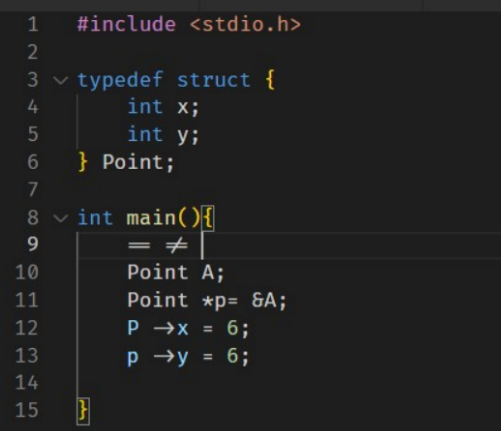 1 #include <stdio.h>
2
3 typedef struct {
4 int x;
5 int y;
6 } Point;
7
8 int main(){
9 == ≠
10 Point A;
11 Point *p= &A;
12 P →x = 6;
13 p →y = 6;
14
15 }